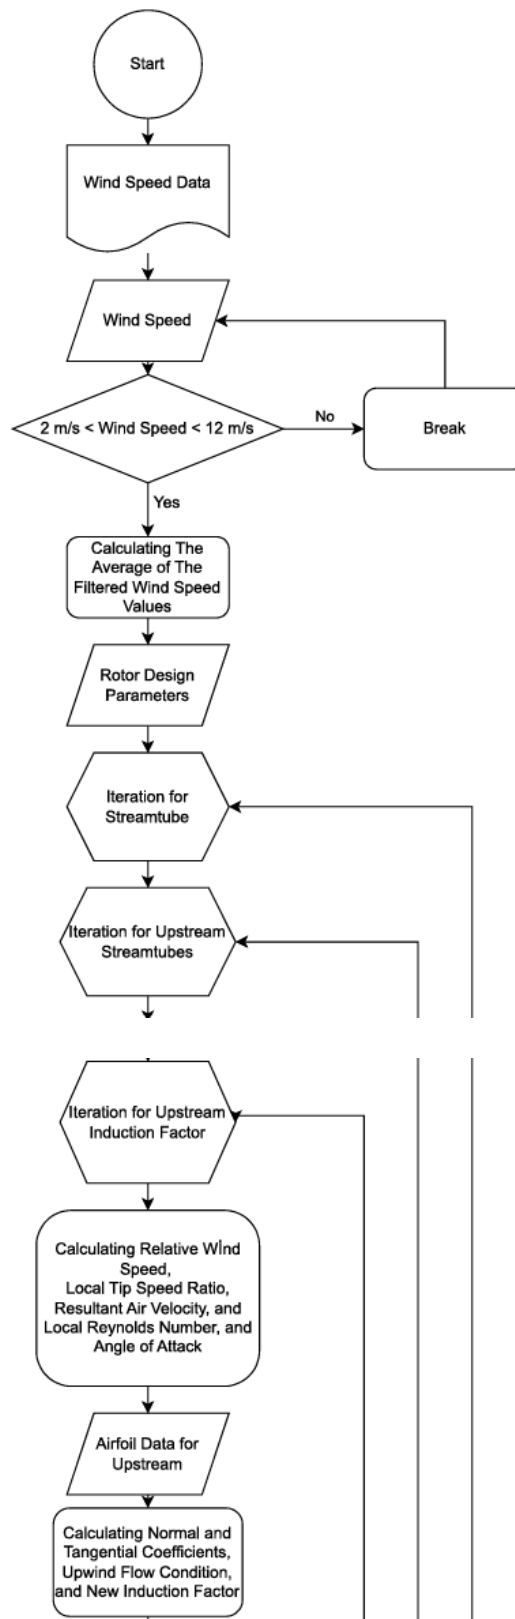 Start
Wind Speed Data
Wind Speed
2 m/s < Wind Speed < 12 m/s
No
Break
Yes
Calculating The
Average of The
Filtered Wind Speed
Values
Rotor Design
Parameters
Iteration for
Streamtube
Iteration for Upstream
Streamtubes
Iteration for Upstream
Induction Factor
Calculating Relative Wİnd
Speed,
Local Tip Speed Ratio,
Resultant Air Velocity, and
Local Reynolds Number, and
Angle of Attack
Airfoil Data for
Upstream
Calculating Normal and
Tangential Coefficients,
Upwind Flow Condition,
and New Induction Factor